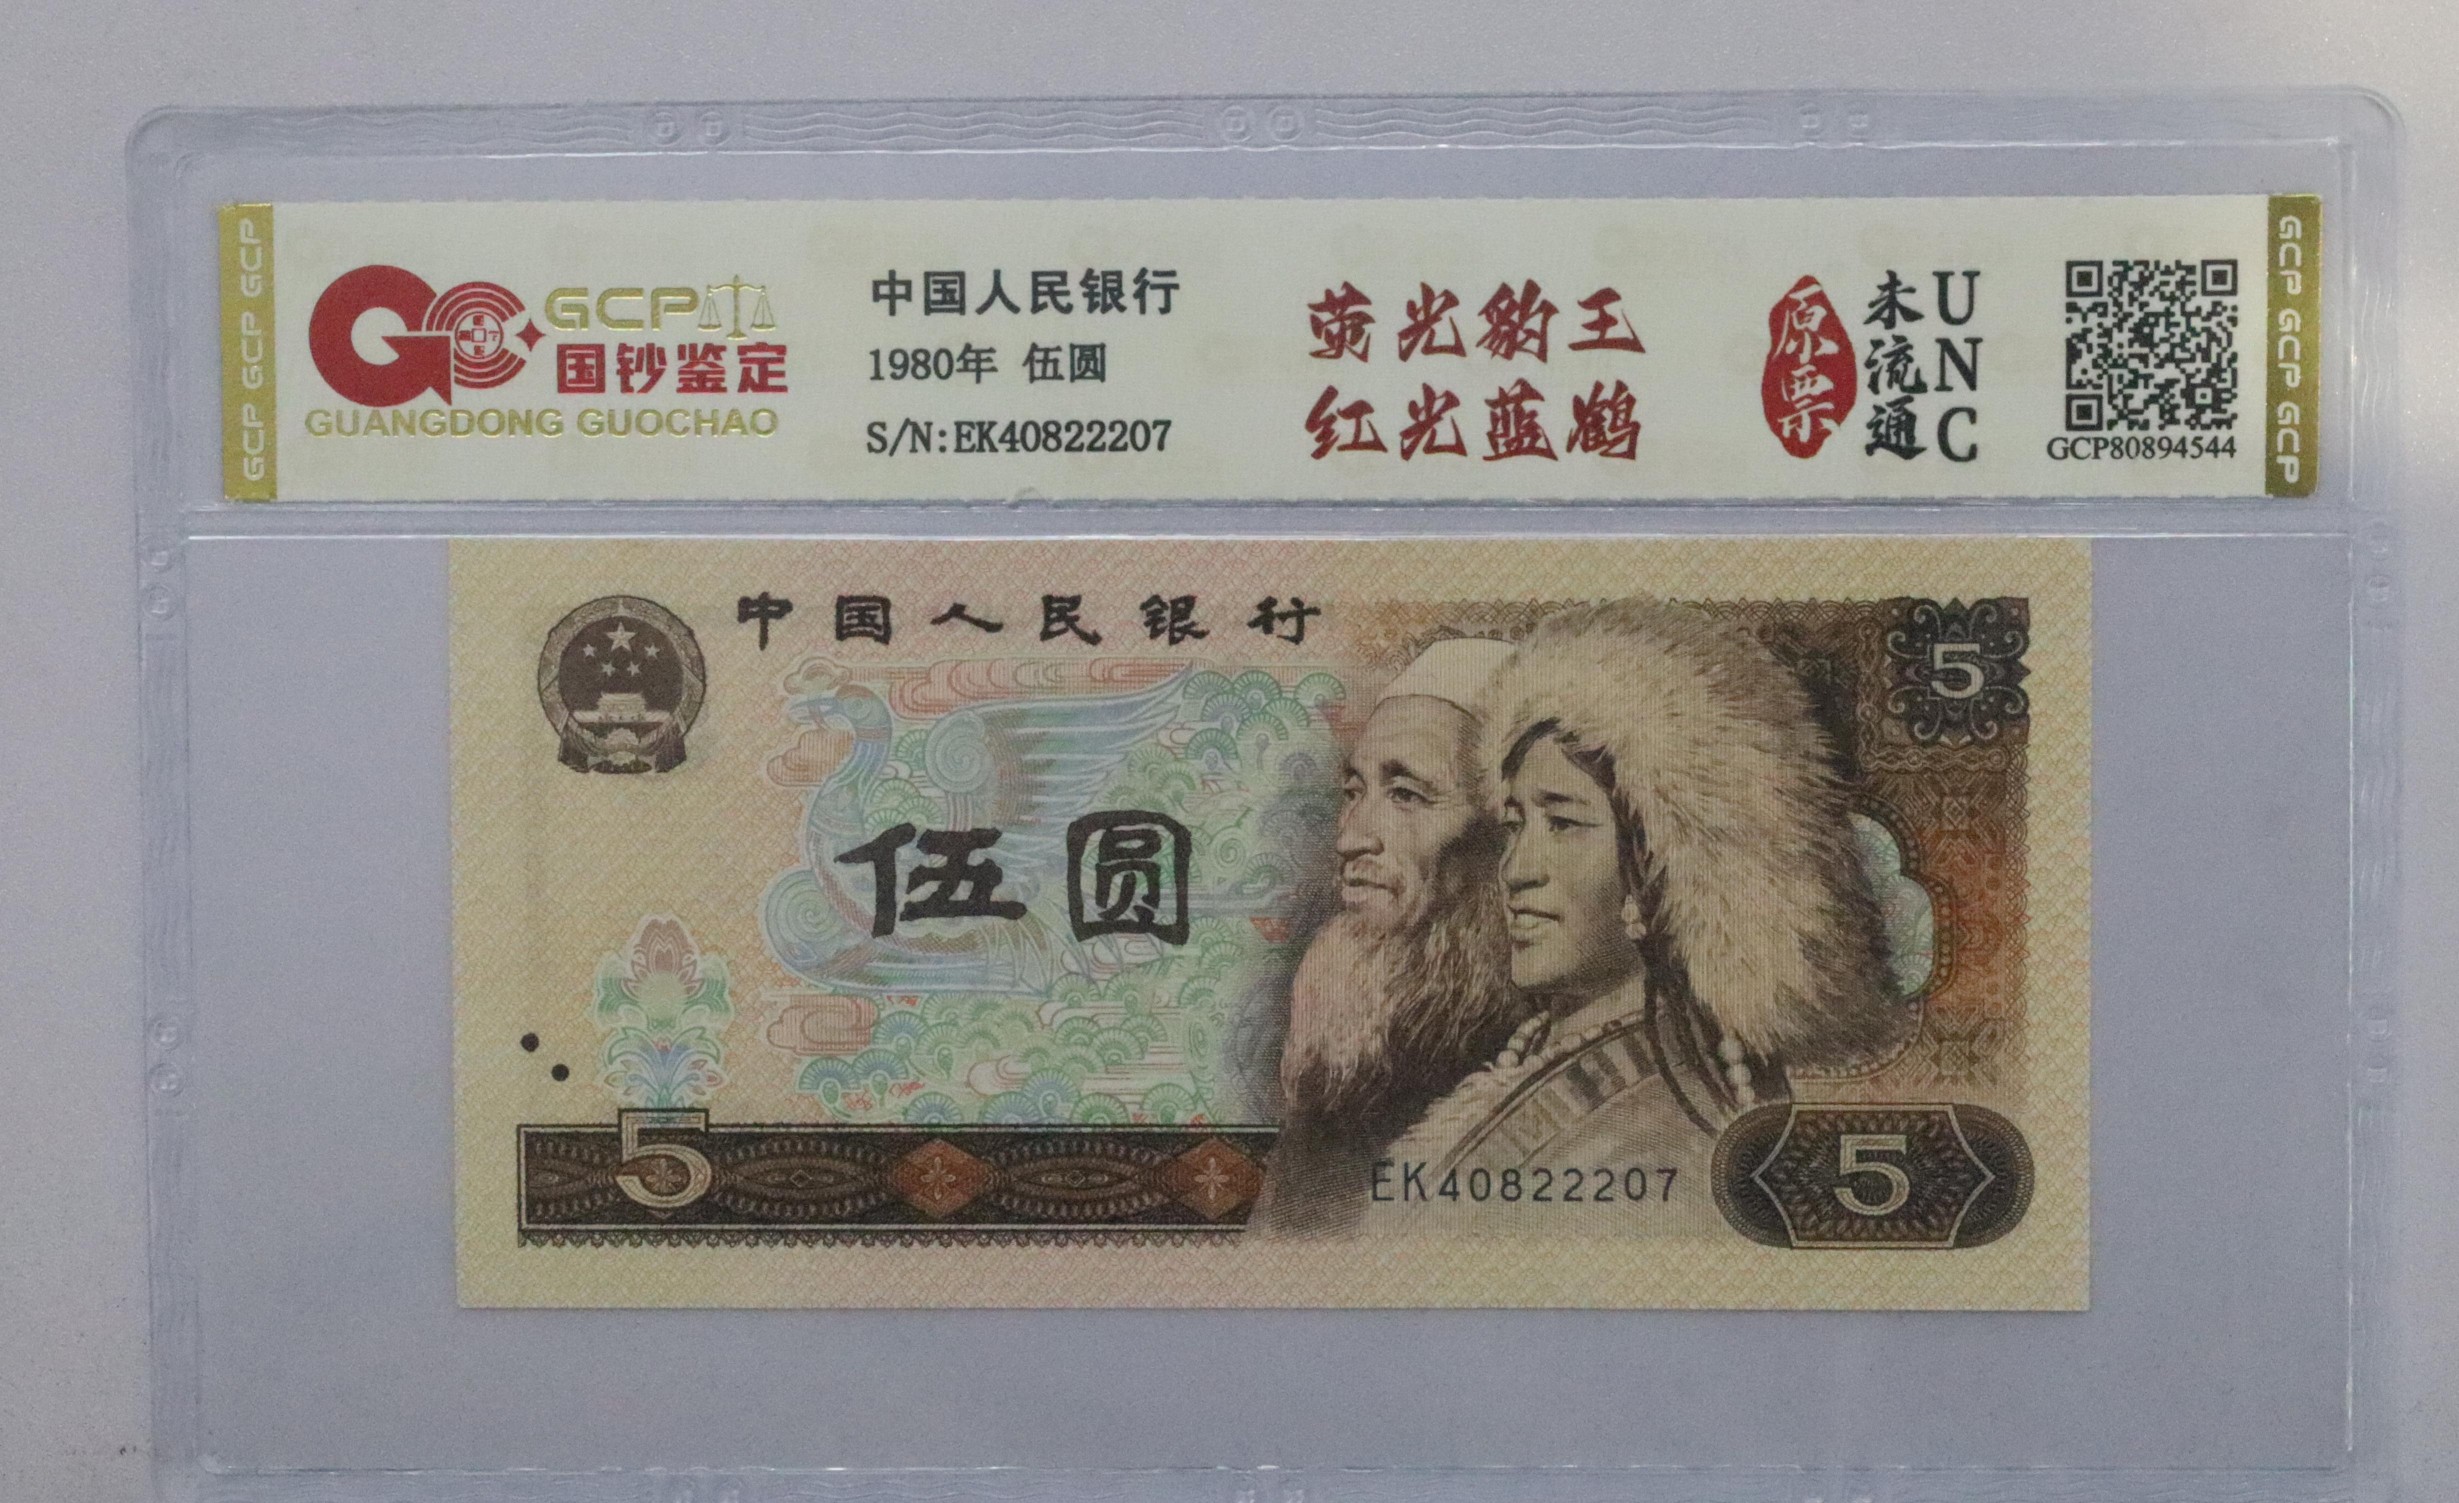 GCP GCP GCP
GCP
国钞鉴定
GUANGDONG GUOCHAO
中国人民银行
1980年 伍圆
S/N:EK40822207
荧光豹王
红光蓝鹤
原票
未流通
UNC
GCP80894544
GCP GCP GCP
中国人民银行
5
伍圆
5
EK40822207
5